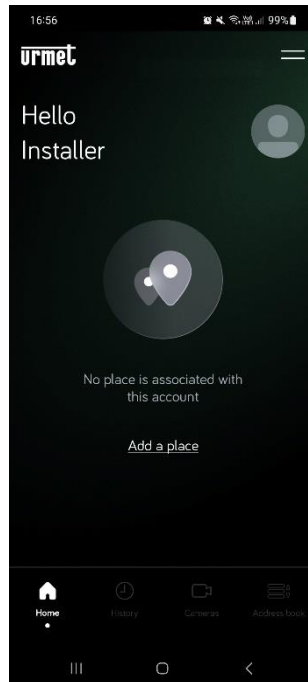 16:56
99%
urmet
Hello
Installer
No place is associated with
this account
Add a place
Home
History
Cameras
Address book